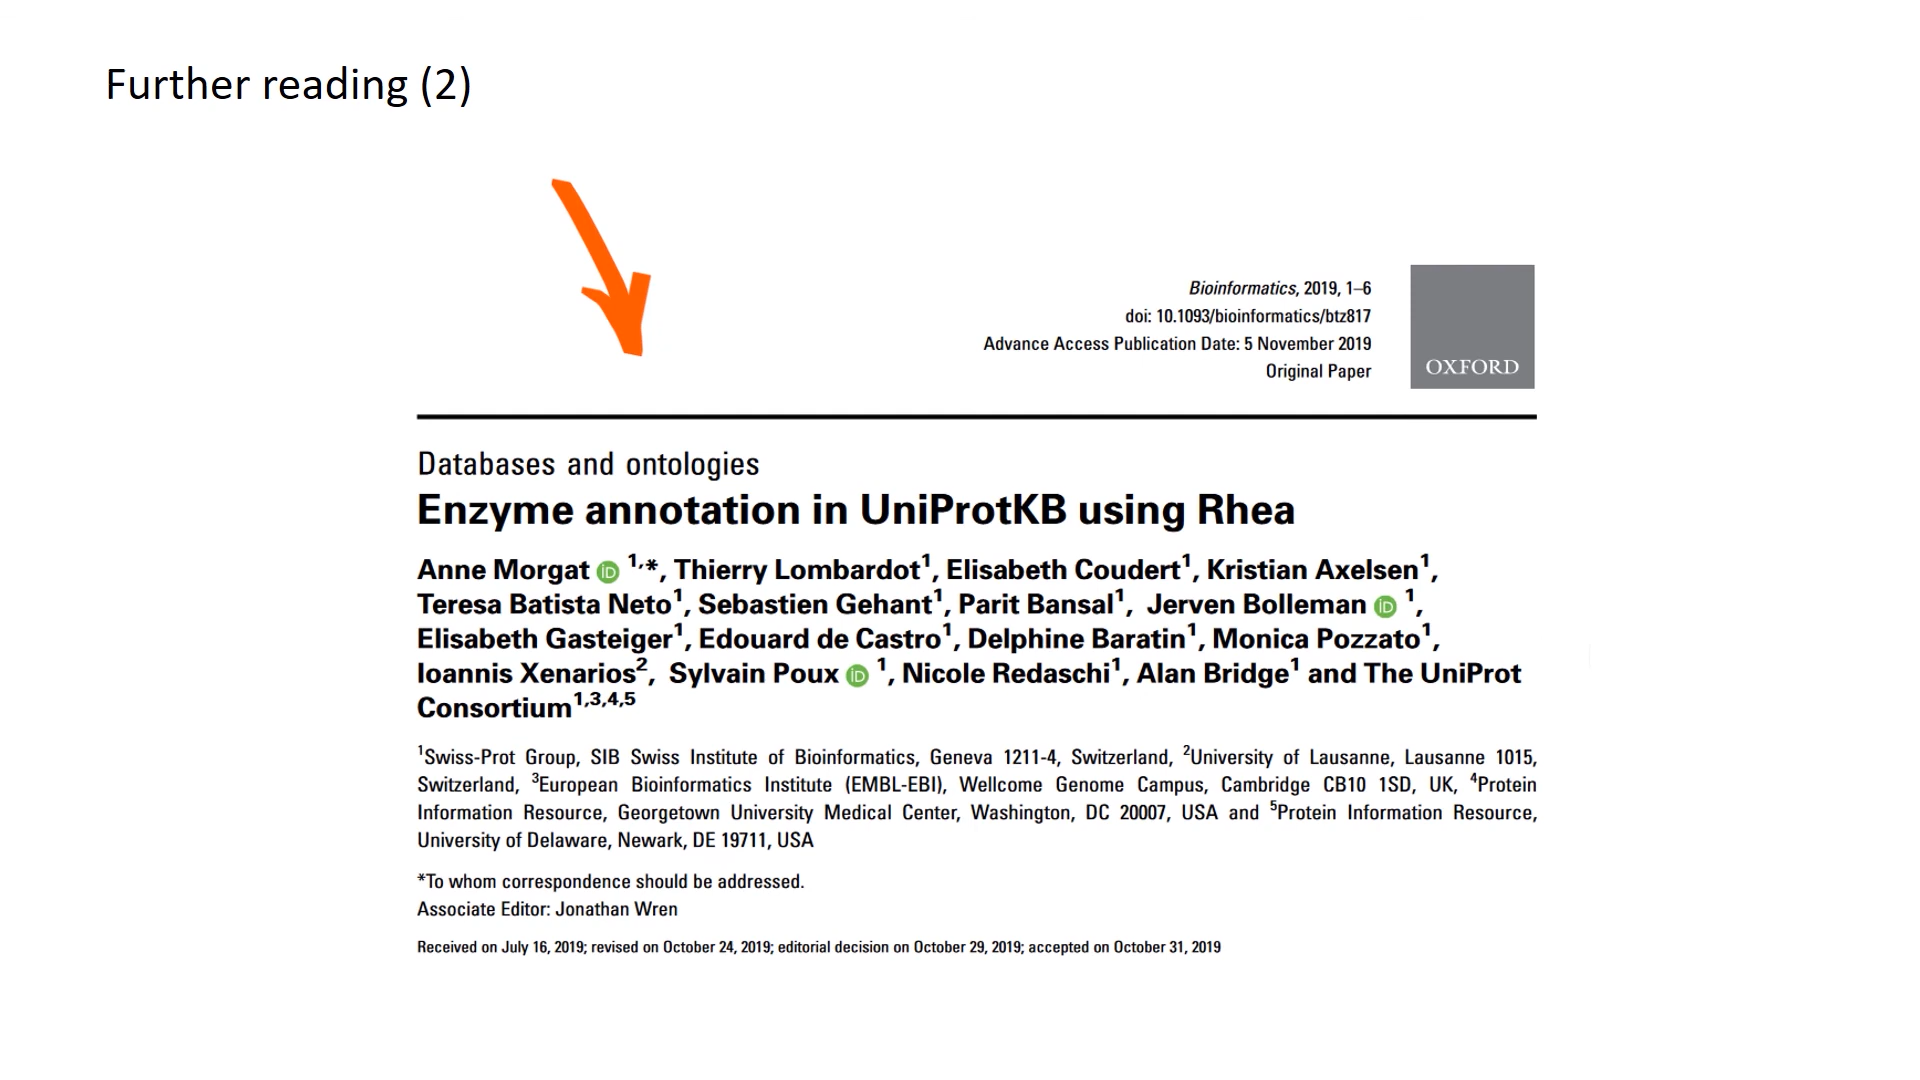 Further reading (2)
Bioinformatics, 2019, 1–6
doi: 10.1093/bioinformatics/btz817
Advance Access Publication Date: 5 November 2019
Original Paper
OXFORD
Databases and ontologies
Enzyme annotation in UniProtKB using Rhea
Anne Morgat iD 1,*, Thierry Lombardot1, Elisabeth Coudert1, Kristian Axelsen1,
Teresa Batista Neto1, Sebastien Gehant1, Parit Bansal1, Jerven Bolleman iD 1,
Elisabeth Gasteiger1, Edouard de Castro1, Delphine Baratin1, Monica Pozzato1,
Ioannis Xenarios2, Sylvain Poux iD 1, Nicole Redaschi1, Alan Bridge1 and The UniProt
Consortium1,3,4,5
1Swiss-Prot Group, SIB Swiss Institute of Bioinformatics, Geneva 1211-4, Switzerland, 2University of Lausanne, Lausanne 1015,
Switzerland, 3European Bioinformatics Institute (EMBL-EBI), Wellcome Genome Campus, Cambridge CB10 1SD, UK, 4Protein
Information Resource, Georgetown University Medical Center, Washington, DC 20007, USA and 5Protein Information Resource,
University of Delaware, Newark, DE 19711, USA
*To whom correspondence should be addressed.
Associate Editor: Jonathan Wren
Received on July 16, 2019; revised on October 24, 2019; editorial decision on October 29, 2019; accepted on October 31, 2019